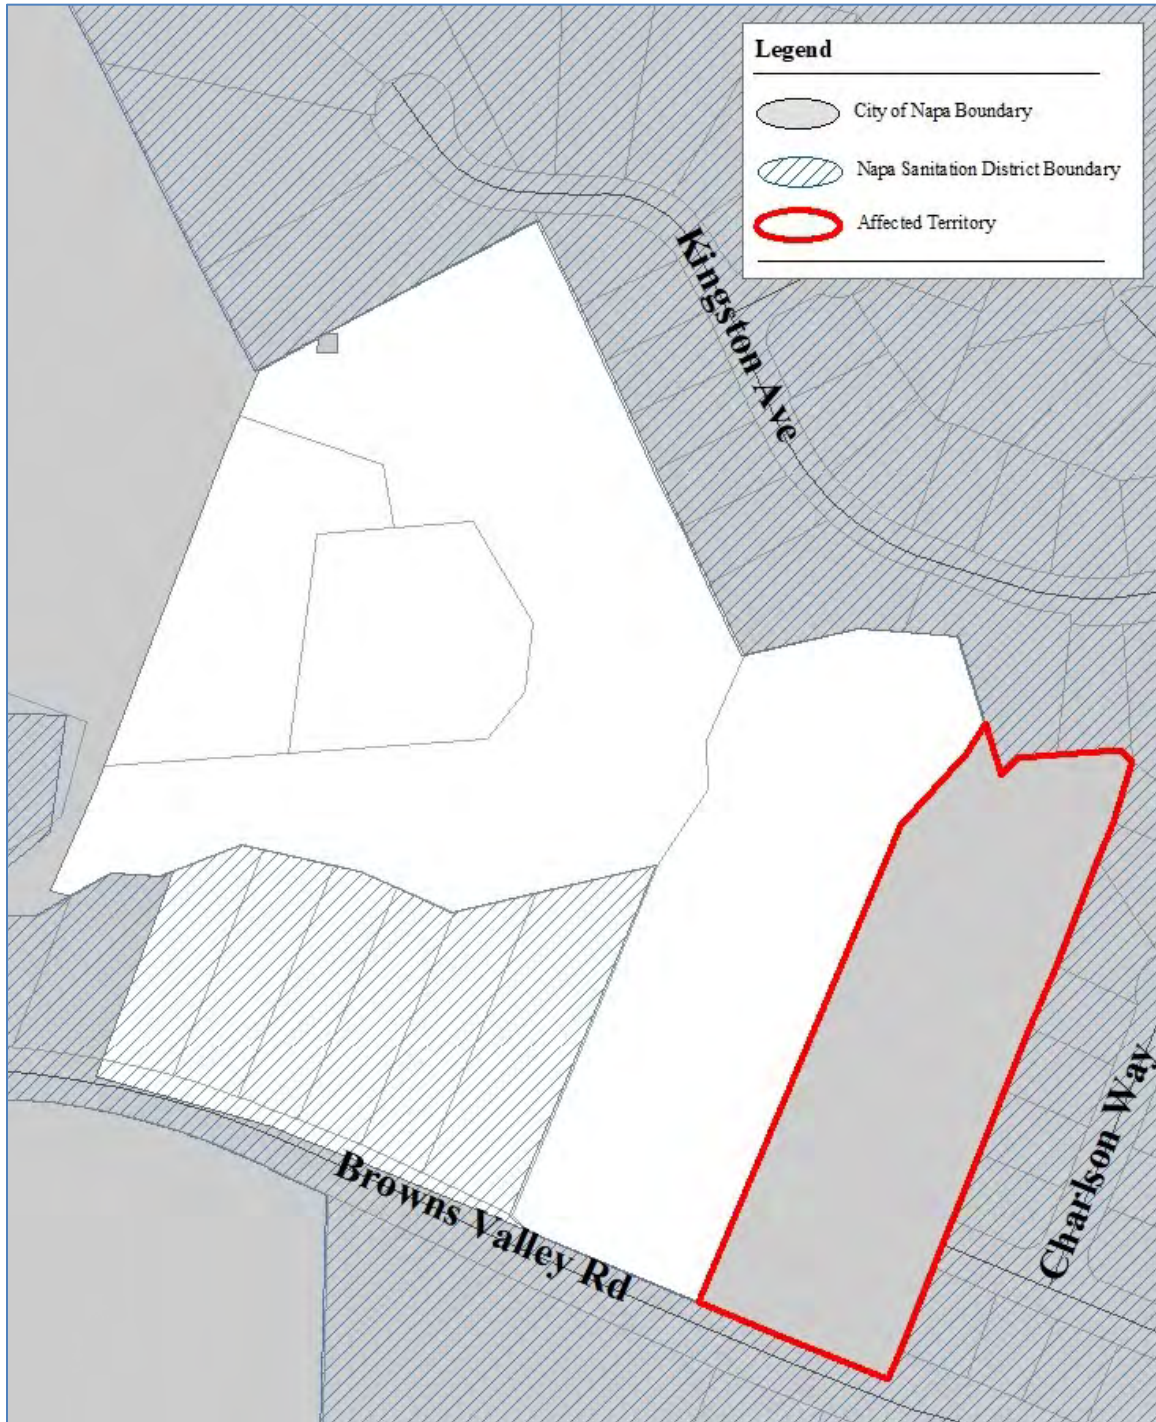 Legend
City of Napa Boundary
Napa Sanitation District Boundary
Affected Territory
Kingston Ave
Charlson Way
Browns Valley Rd